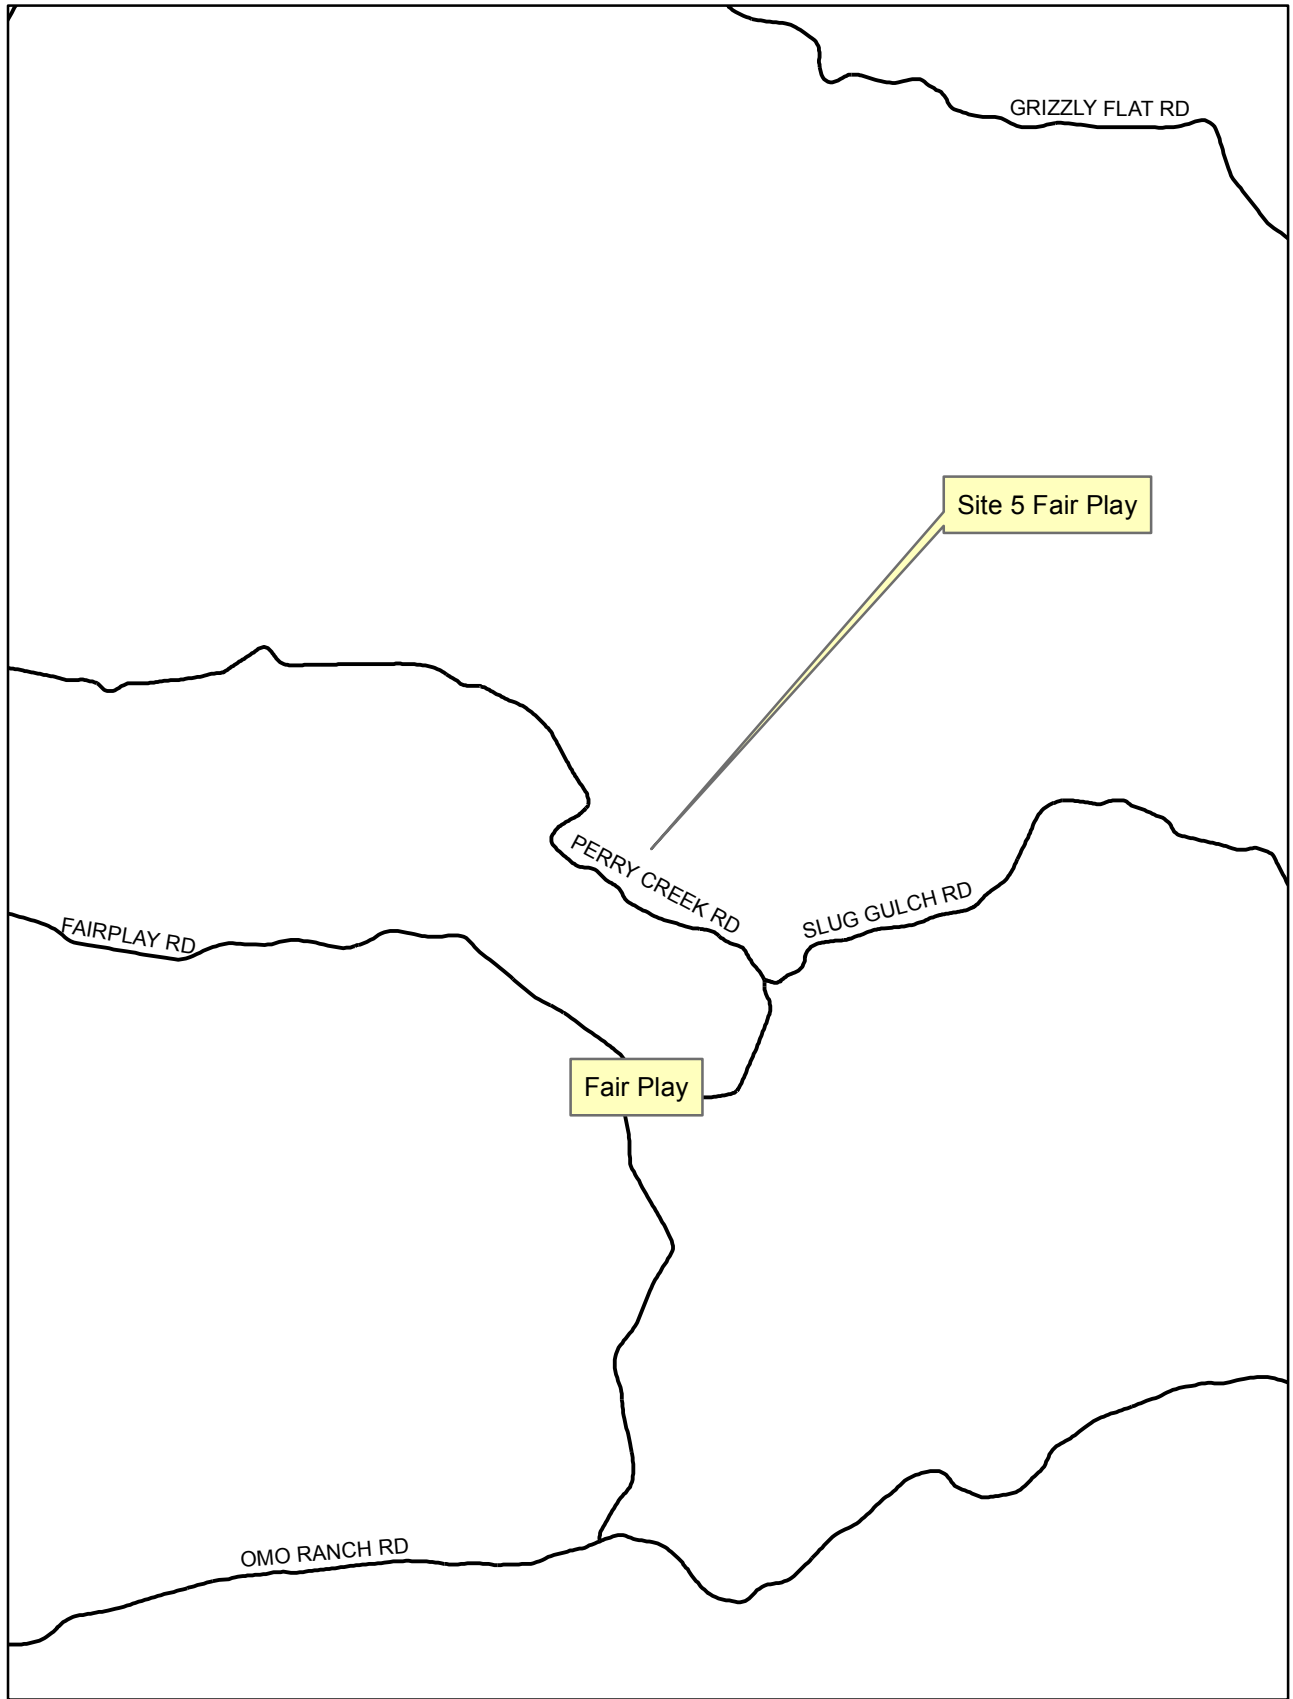 GRIZZLY FLAT RD
Site 5 Fair Play
PERRY CREEK RD
SLUG GULCH RD
FAIRPLAY RD
Fair Play
OMO RANCH RD